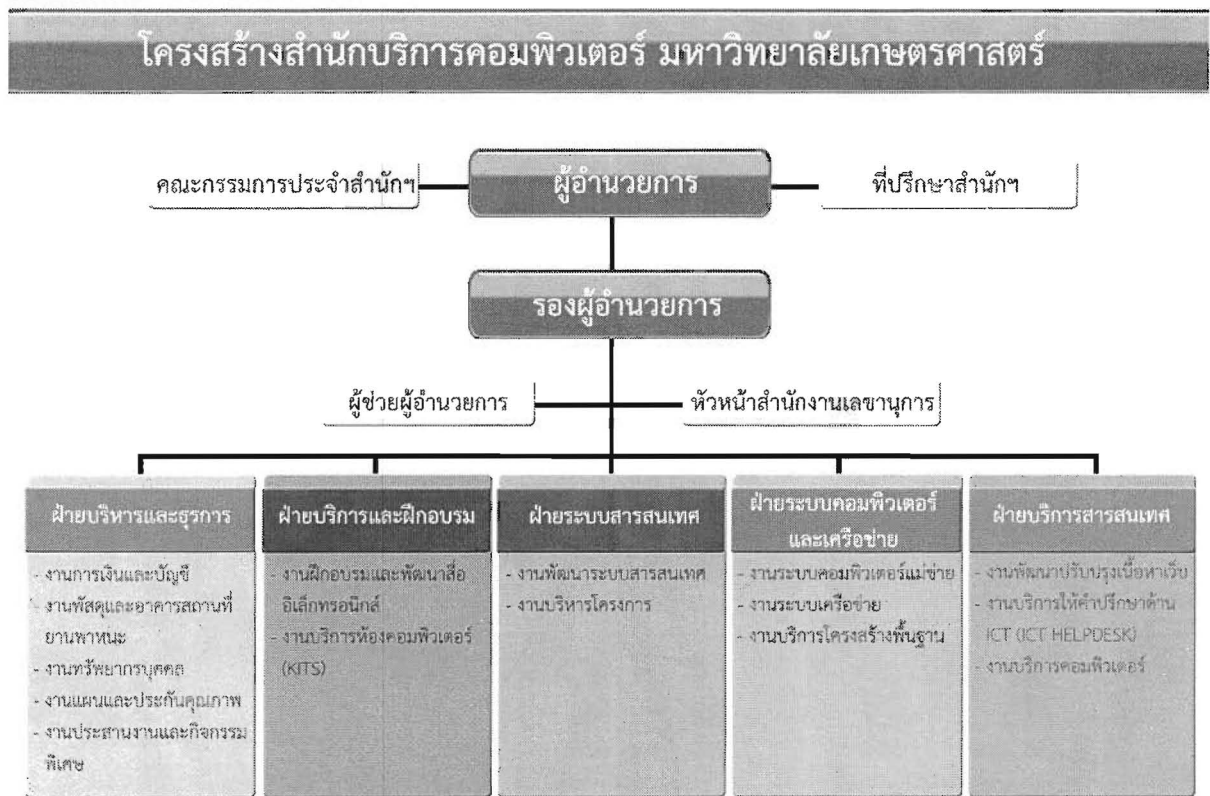 โครงสร้างสำนักบริการคอมพิวเตอร์ มหาวิทยาลัยเกษตรศาสตร์
คณะกรรมการประจำสำนักฯ
ผู้อำนวยการ
ที่ปรึกษาสำนักฯ
รองผู้อำนวยการ
ผู้ช่วยผู้อำนวยการ
หัวหน้าสำนักงานเลขานุการ
ฝ่ายบริหารและธุรการ
- งานการเงินและบัญชี
- งานพัสดุและอาคารสถานที่
ยานพาหนะ
- งานทรัพยากรบุคคล
- งานแผนและประกันคุณภาพ
- งานประสานงานและกิจกรรม
พิเศษ
ฝ่ายบริการและฝึกอบรม
- งานฝึกอบรมและพัฒนาสื่อ
อิเล็กทรอนิกส์
- งานบริการห้องคอมพิวเตอร์
(KITS)
ฝ่ายระบบสารสนเทศ
- งานพัฒนาระบบสารสนเทศ
- งานบริหารโครงการ
ฝ่ายระบบคอมพิวเตอร์
และเครือข่าย
- งานระบบคอมพิวเตอร์แม่ข่าย
- งานระบบเครือข่าย
- งานบริการโครงสร้างพื้นฐาน
ฝ่ายบริการสารสนเทศ
- งานพัฒนาปรับปรุงเนื้อหาเว็บ
- งานบริการให้คำปรึกษาด้าน
ICT (ICT HELPDESK)
- งานบริการคอมพิวเตอร์